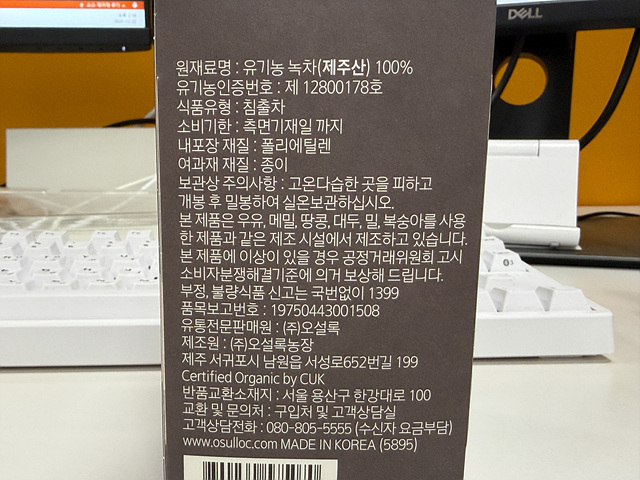 DELL
원재료명 : 유기농 녹차(제주산) 100%
유기농인증번호 : 제 12800178호
식품유형 : 침출차
소비기한 : 측면기재일 까지
내포장 재질 : 폴리에틸렌
여과재 재질 : 종이
보관상 주의사항 : 고온다습한 곳을 피하고
개봉 후 밀봉하여 실온보관하십시오.
본 제품은 우유, 메밀, 땅콩, 대두, 밀, 복숭아를 사용
한 제품과 같은 제조 시설에서 제조하고 있습니다.
본 제품에 이상이 있을 경우 공정거래위원회 고시
소비자분쟁해결기준에 의거 보상해 드립니다.
부정, 불량식품 신고는 국번없이 1399
품목보고번호 : 19750443001508
유통전문판매원 : (주)오설록
제조원 : (주)오설록농장
제주 서귀포시 남원읍 서성로652번길 199
Certified Organic by CUK
반품교환소재지 : 서울 용산구 한강대로 100
교환 및 문의처 : 구입처 및 고객상담실
고객상담전화 : 080-805-5555 (수신자 요금부담)
www.osulloc.com MADE IN KOREA (5895)